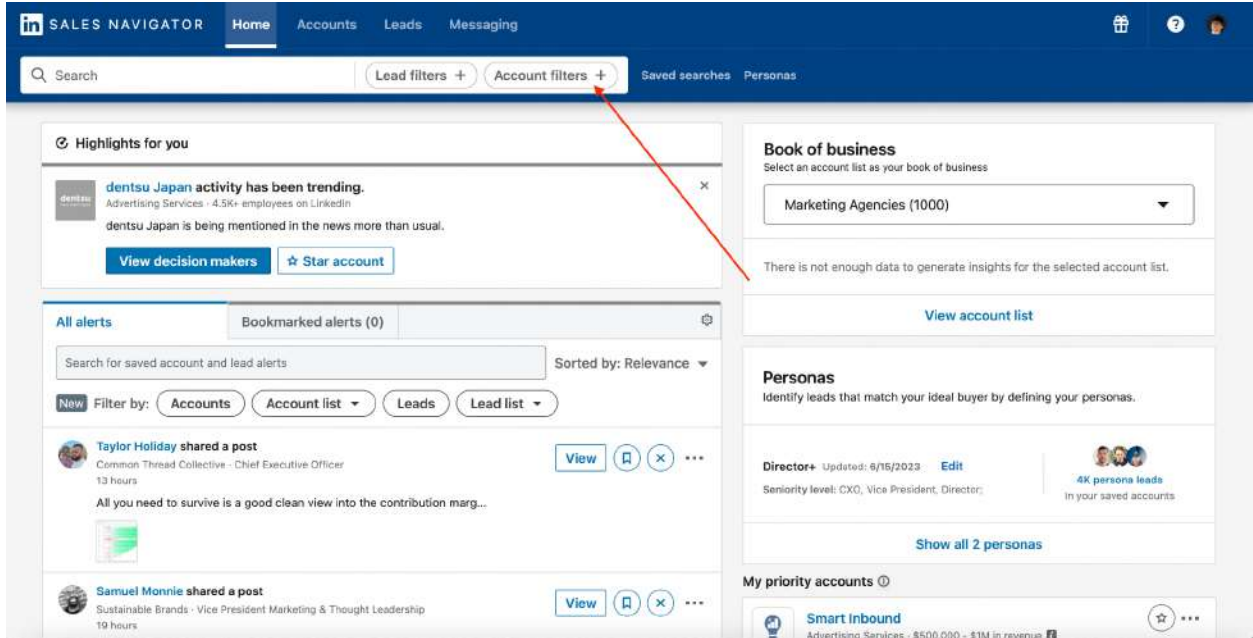 in SALES NAVIGATOR Home Accounts Leads Messaging
Search Lead filters + Account filters + Saved searches Personas
Highlights for you
dentsu Japan activity has been trending.
Advertising Services · 4.5K+ employees on LinkedIn
dentsu Japan is being mentioned in the news more than usual.
View decision makers Star account
All alerts Bookmarked alerts (0)
Search for saved account and lead alerts Sorted by: Relevance
New Filter by: Accounts Account list Leads Lead list
Taylor Holiday shared a post
Common Thread Collective · Chief Executive Officer
13 hours
View
All you need to survive is a good clean view into the contribution marg...
Samuel Monnie shared a post
Sustainable Brands · Vice President Marketing & Thought Leadership
19 hours
View
Book of business
Select an account list as your book of business
Marketing Agencies (1000)
There is not enough data to generate insights for the selected account list.
View account list
Personas
Identify leads that match your ideal buyer by defining your personas.
Director+ Updated: 6/15/2023 Edit
Seniority level: CXO, Vice President, Director;
4K persona leads
in your saved accounts
Show all 2 personas
My priority accounts
Smart Inbound
Advertising Services · $500,000 - $1M in revenue